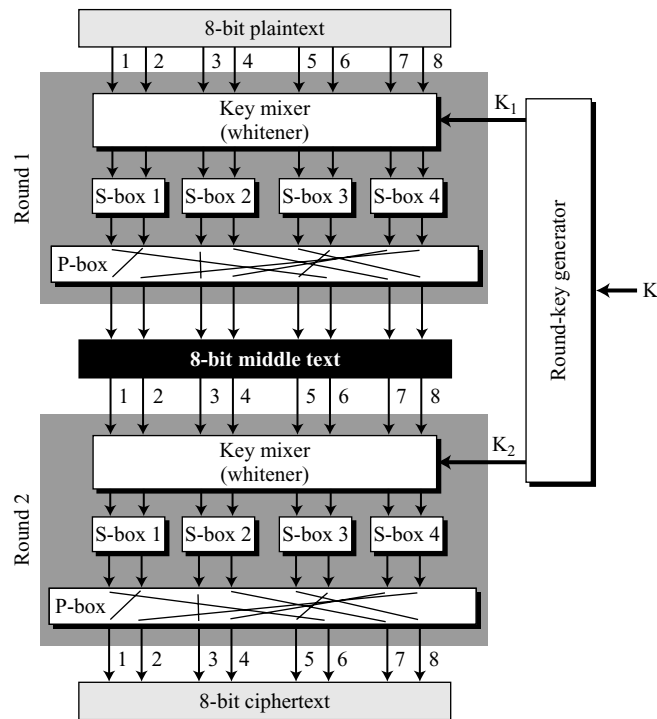 8-bit plaintext
1 2 3 4 5 6 7 8
Round 1
Key mixer
(whitener)
K1
S-box 1 S-box 2 S-box 3 S-box 4
P-box
Round-key generator
K
8-bit middle text
1 2 3 4 5 6 7 8
Round 2
Key mixer
(whitener)
K2
S-box 1 S-box 2 S-box 3 S-box 4
P-box
1 2 3 4 5 6 7 8
8-bit ciphertext